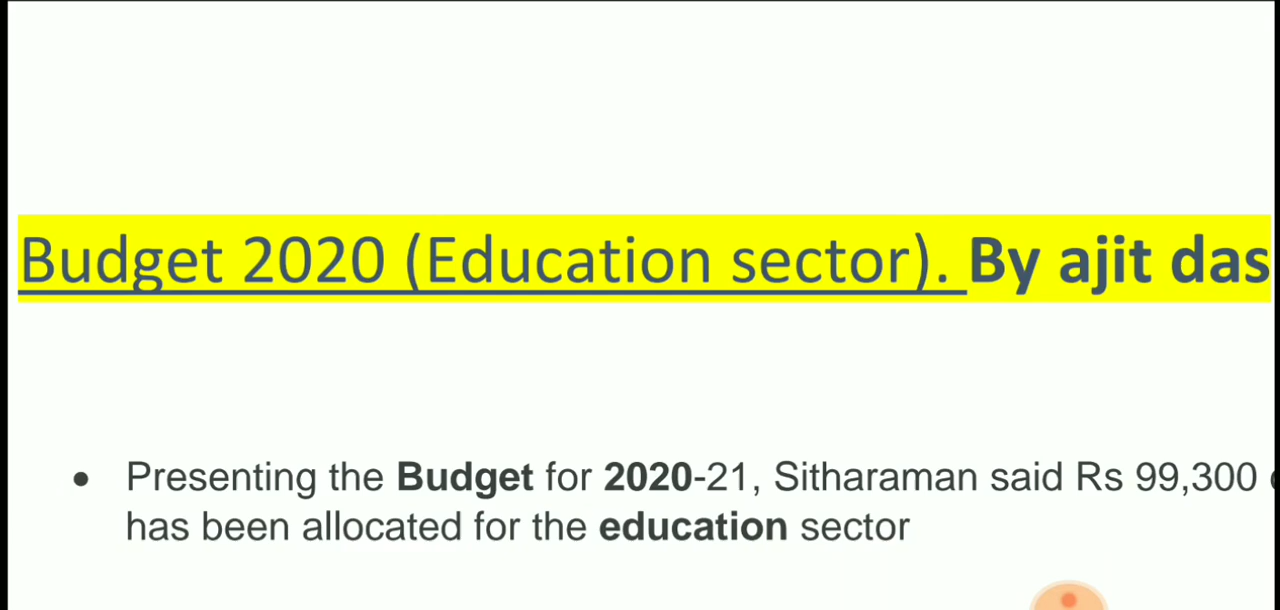 Budget 2020 (Education sector). By ajit das
• Presenting the Budget for 2020-21, Sitharaman said Rs 99,300
has been allocated for the education sector